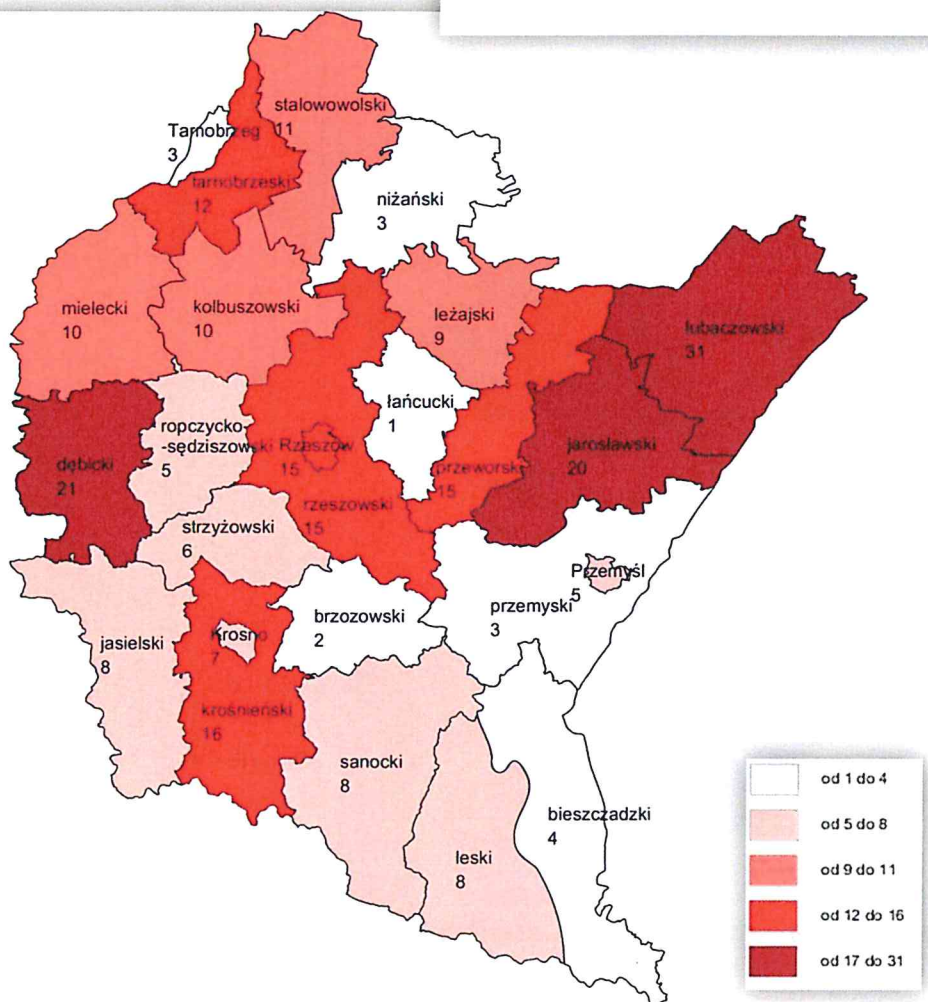 stalowowolski
11
Tarnobrzeg
3
tarnobrzeski
12
niżański
3
mielecki
10
kolbuszowski
10
leżajski
9
lubaczowski
31
łańcucki
1
ropczycko-
-sędziszow
5
ski Rzeszów
15
dębicki
21
jarosławski
20
przeworski
15
rzeszowski
15
strzyżowski
6
Przemyśl
5
brzozowski
2
przemyski
3
jasielski
8
Krosno
7
krośnieński
16
sanocki
8
leski
8
bieszczadzki
4
od 1 do 4
od 5 do 8
od 9 do 11
od 12 do 16
od 17 do 31